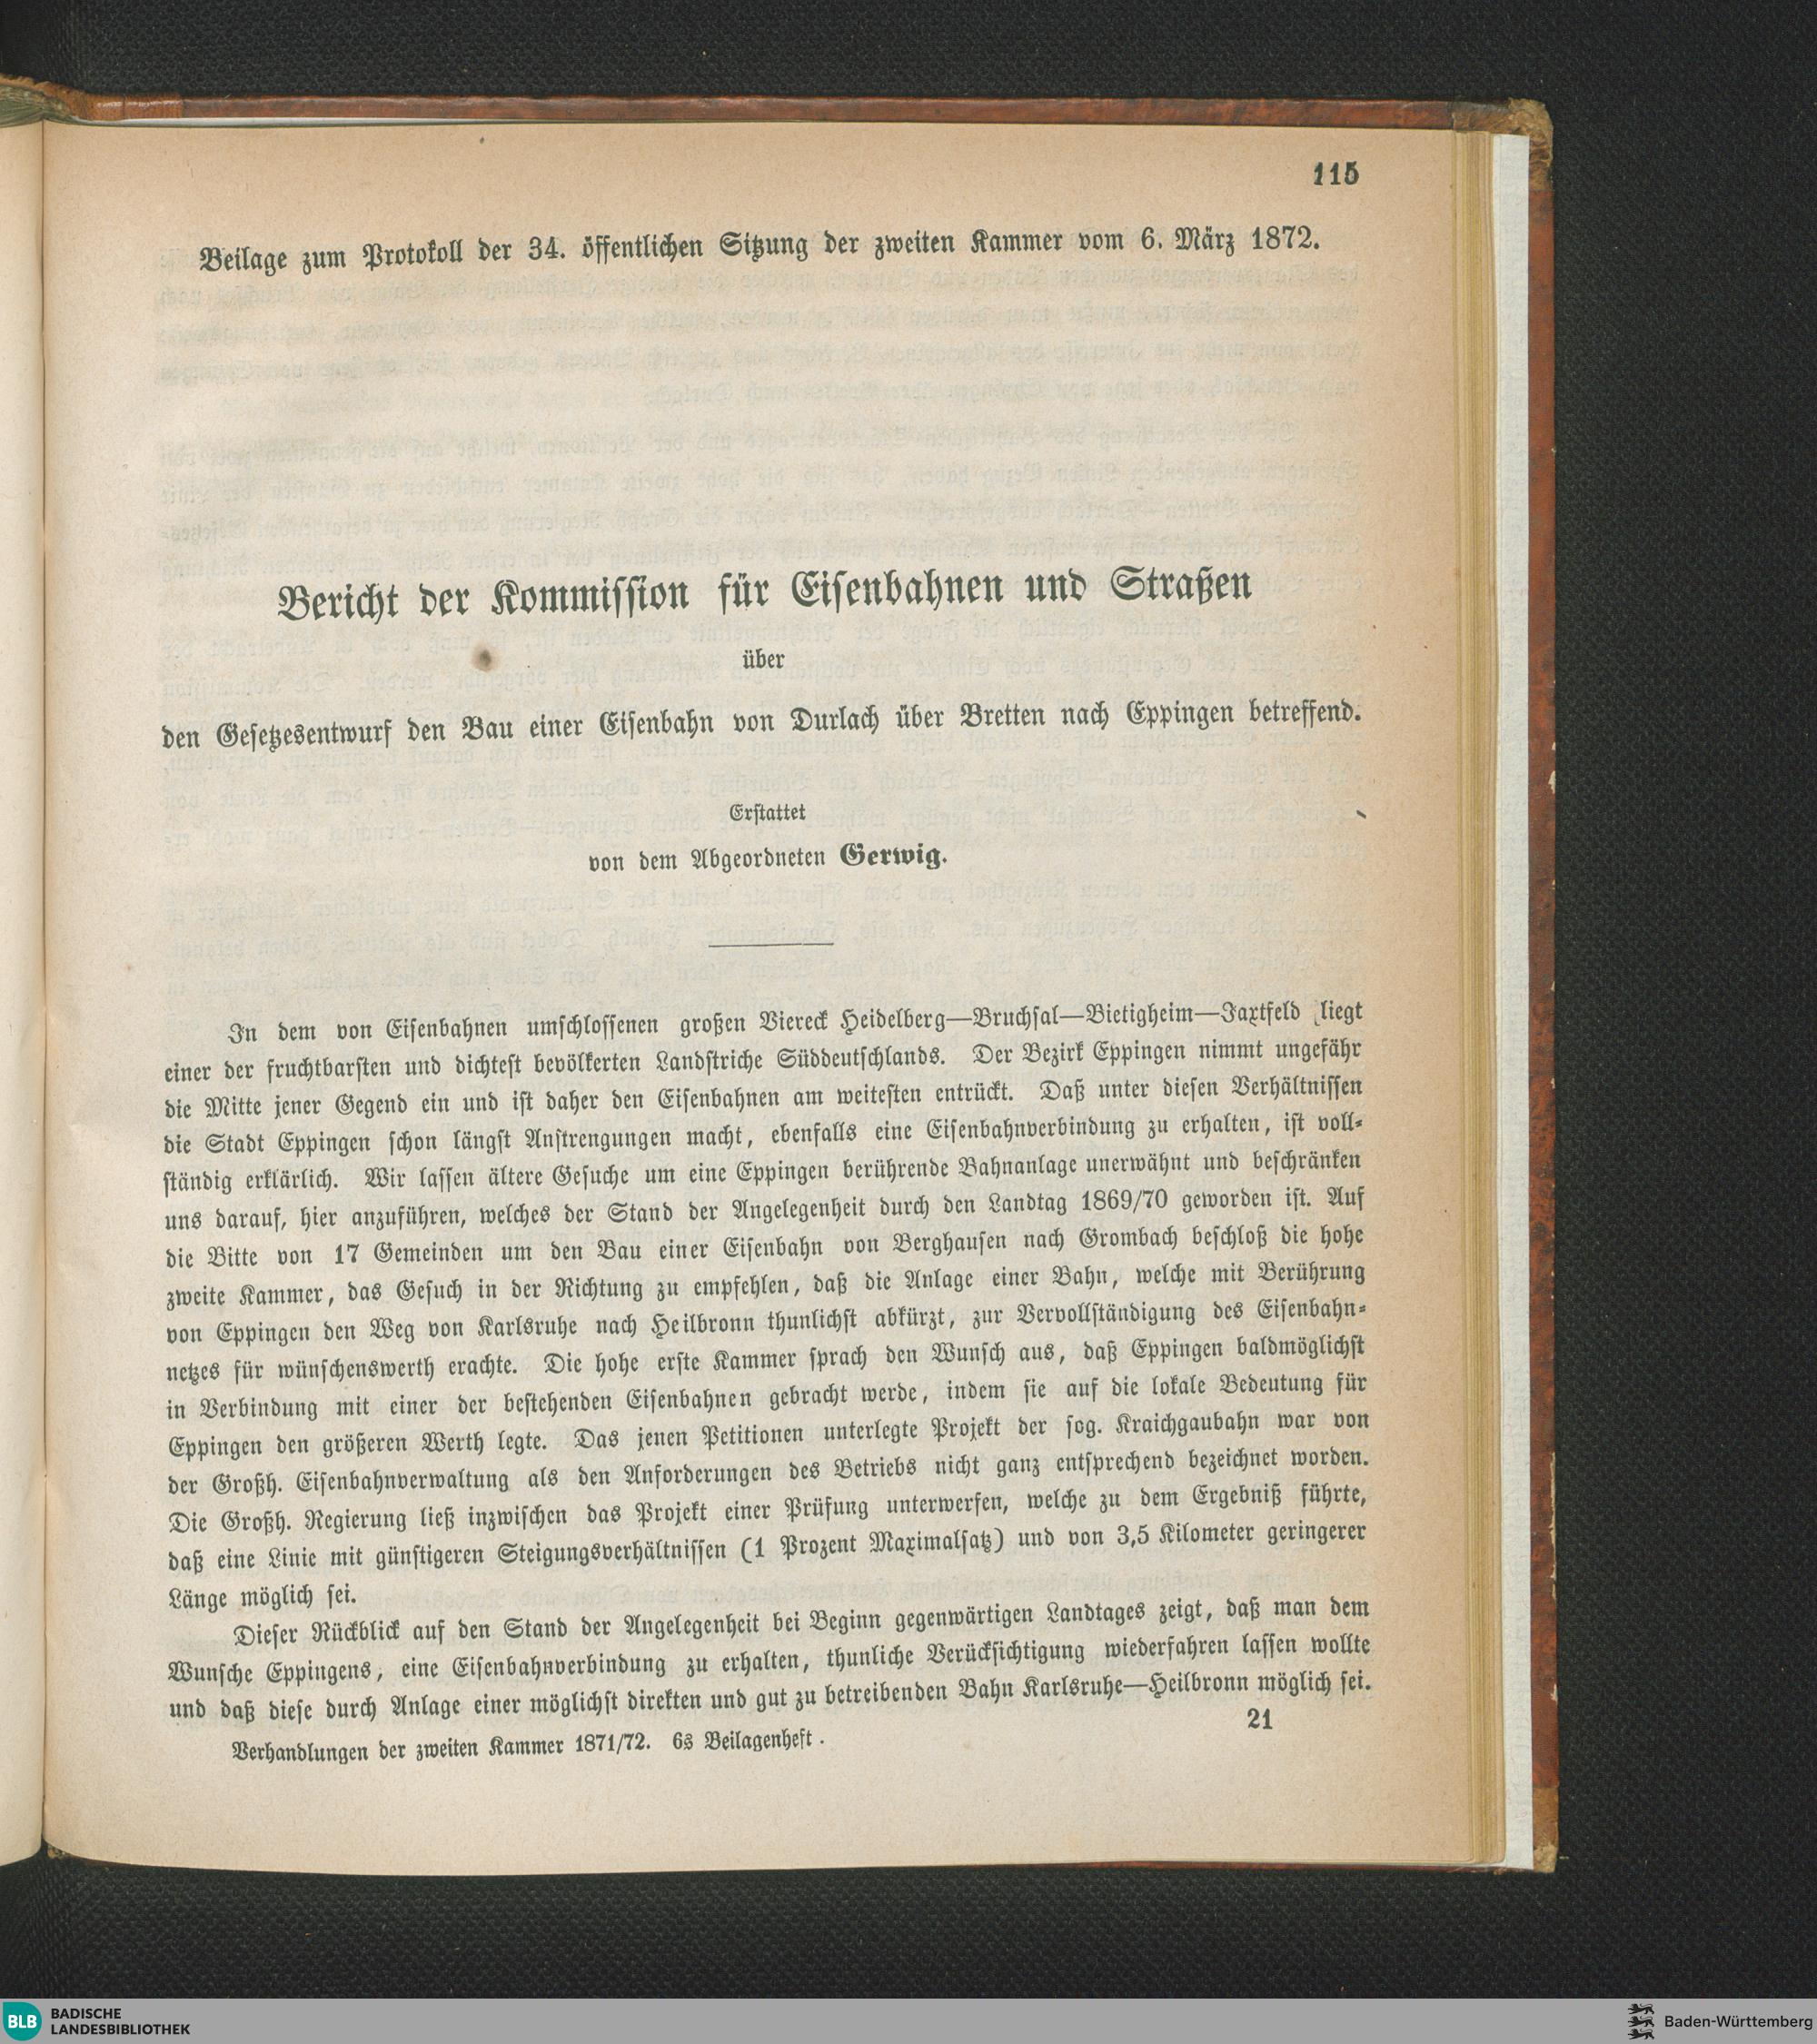 115
Beilage zum Protokoll der 34. öffentlichen Sitzung der zweiten Kammer vom 6. März 1872.
Bericht der Kommission für Eisenbahnen und Straßen
über
den Gesetzesentwurf den Bau einer Eisenbahn von Durlach über Bretten nach Eppingen betreffend.
Erstattet
von dem Abgeordneten Gerwig.
In dem von Eisenbahnen umschlossenen großen Viereck Heidelberg—Bruchsal—Bietigheim—Jaxtfeld liegt
einer der fruchtbarsten und dichtest bevölkerten Landstriche Süddeutschlands. Der Bezirk Eppingen nimmt ungefähr
die Mitte jener Gegend ein und ist daher den Eisenbahnen am weitesten entrückt. Daß unter diesen Verhältnissen
die Stadt Eppingen schon längst Anstrengungen macht, ebenfalls eine Eisenbahnverbindung zu erhalten, ist voll-
ständig erklärlich. Wir lassen ältere Gesuche um eine Eppingen berührende Bahnanlage unerwähnt und beschränken
uns darauf, hier anzuführen, welches der Stand der Angelegenheit durch den Landtag 1869/70 geworden ist. Auf
die Bitte von 17 Gemeinden um den Bau einer Eisenbahn von Berghausen nach Grombach beschloß die hohe
zweite Kammer, das Gesuch in der Richtung zu empfehlen, daß die Anlage einer Bahn, welche mit Berührung
von Eppingen den Weg von Karlsruhe nach Heilbronn thunlichst abkürzt, zur Vervollständigung des Eisenbahn-
netzes für wünschenswerth erachte. Die hohe erste Kammer sprach den Wunsch aus, daß Eppingen baldmöglichst
in Verbindung mit einer der bestehenden Eisenbahnen gebracht werde, indem sie auf die lokale Bedeutung für
Eppingen den größeren Werth legte. Das jenen Petitionen unterlegte Projekt der sog. Kraichgaubahn war von
der Großh. Eisenbahnverwaltung als den Anforderungen des Betriebs nicht ganz entsprechend bezeichnet worden.
Die Großh. Regierung ließ inzwischen das Projekt einer Prüfung unterwerfen, welche zu dem Ergebniß führte,
daß eine Linie mit günstigeren Steigungsverhältnissen (1 Prozent Maximalsatz) und von 3,5 Kilometer geringerer
Länge möglich sei.
Dieser Rückblick auf den Stand der Angelegenheit bei Beginn gegenwärtigen Landtages zeigt, daß man dem
Wunsche Eppingens, eine Eisenbahnverbindung zu erhalten, thunliche Verücksichtigung wiederfahren lassen wollte
und daß diese durch Anlage einer möglichst direkten und gut zu betreibenden Bahn Karlsruhe—Heilbronn möglich sei.
Verhandlungen der zweiten Kammer 1871/72. 6s Beilagenheft.
21
BLB BADISCHE
LANDESBIBLIOTHEK
Baden-Württemberg